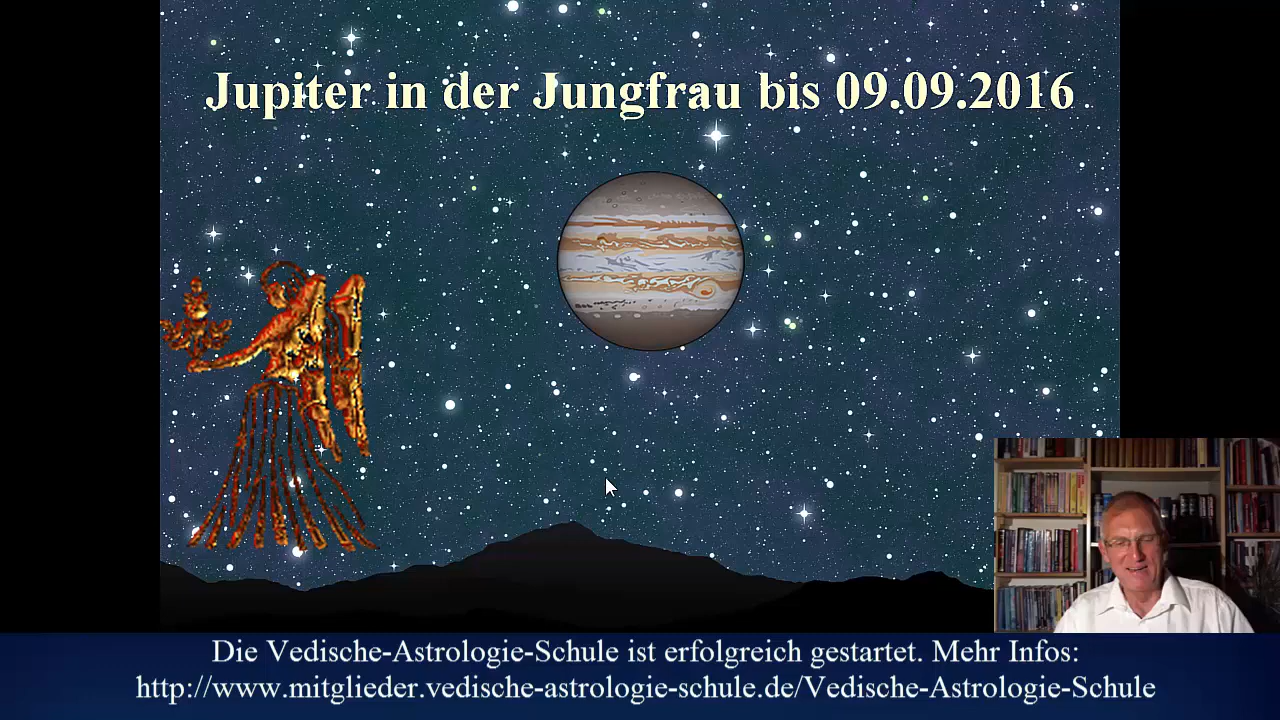 Jupiter in der Jungfrau bis 09.09.2016
Die Vedische-Astrologie-Schule ist erfolgreich gestartet. Mehr Infos:
http://www.mitglieder.vedische-astrologie-schule.de/Vedische-Astrologie-Schule